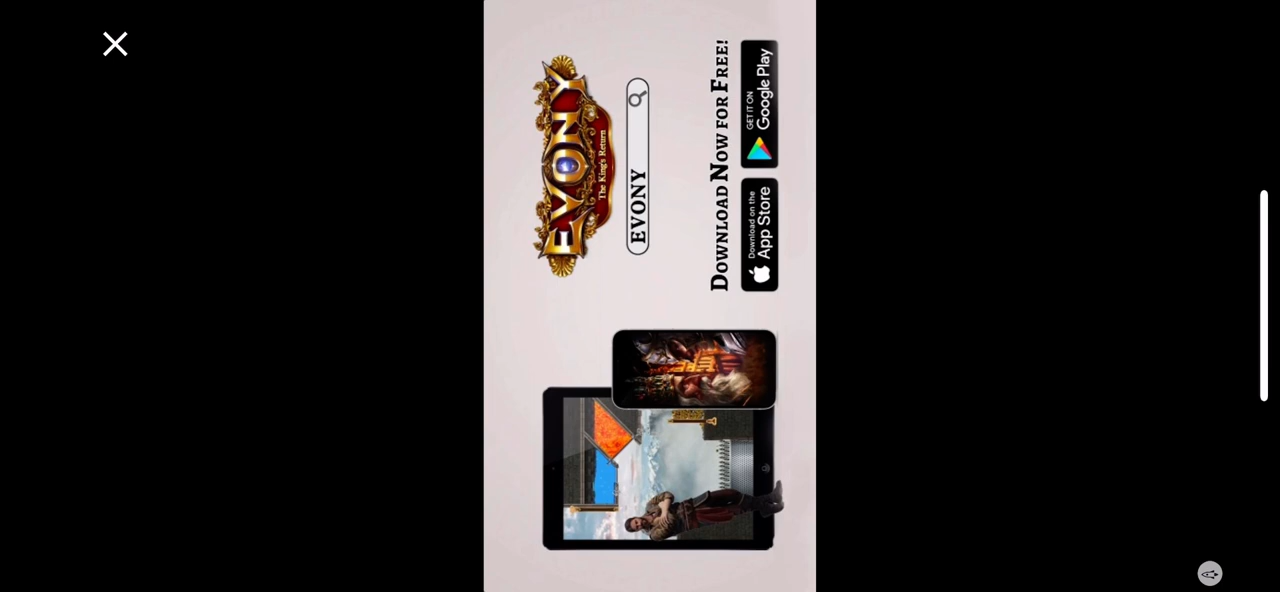 EVONY
The King's Return
EVONY
DOWNLOAD NOW FOR FREE!
Download on the
App Store
GET IT ON
Google Play